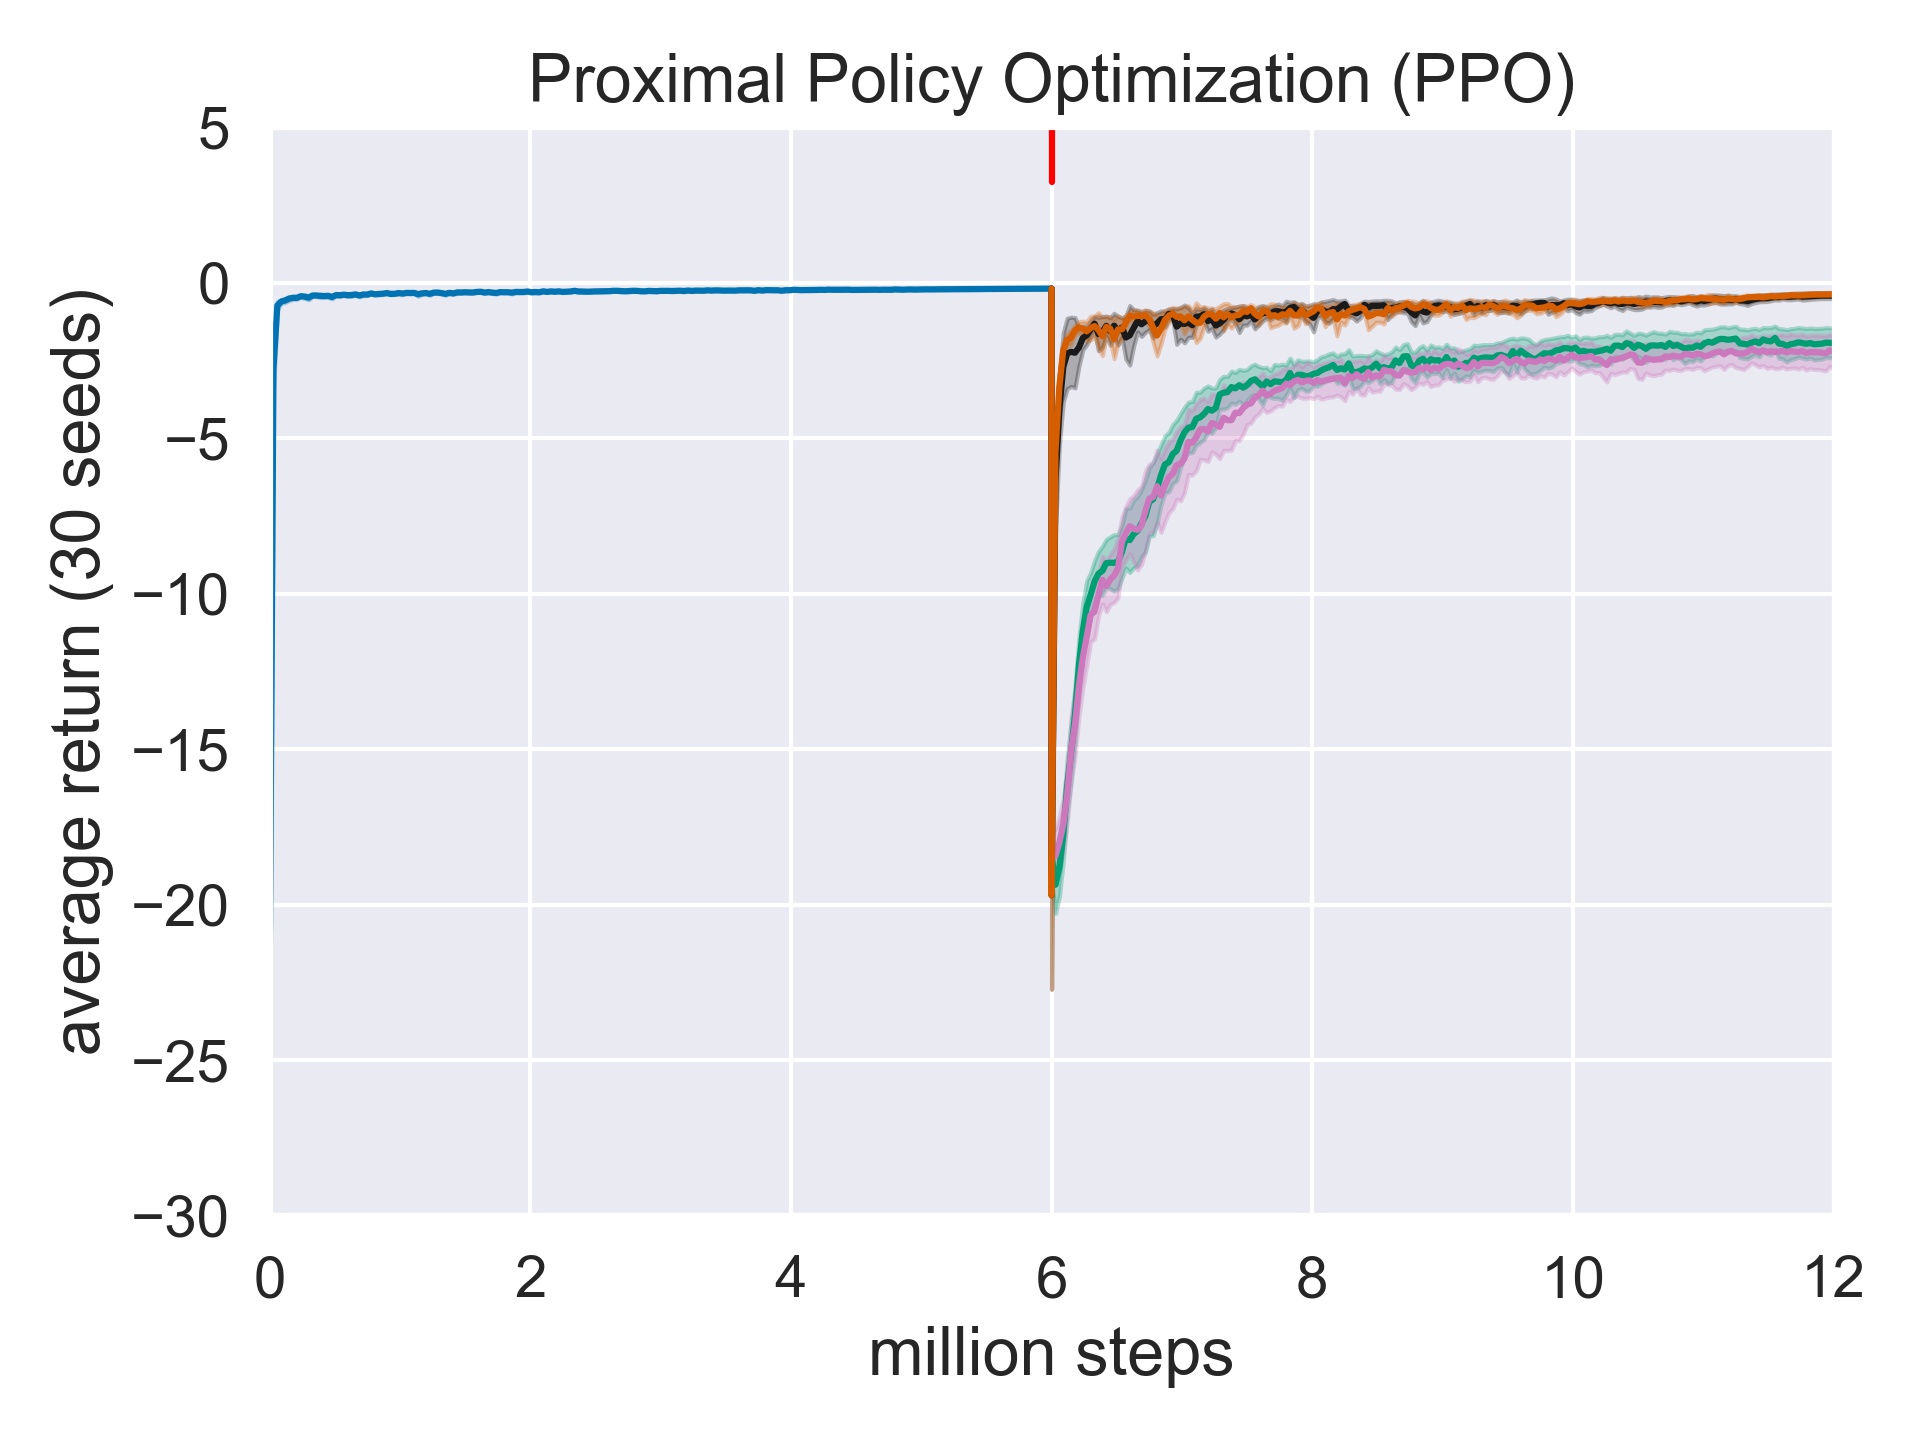 Proximal Policy Optimization (PPO)
average return (30 seeds)
5
0
−5
−10
−15
−20
−25
−30
0 2 4 6 8 10 12
million steps